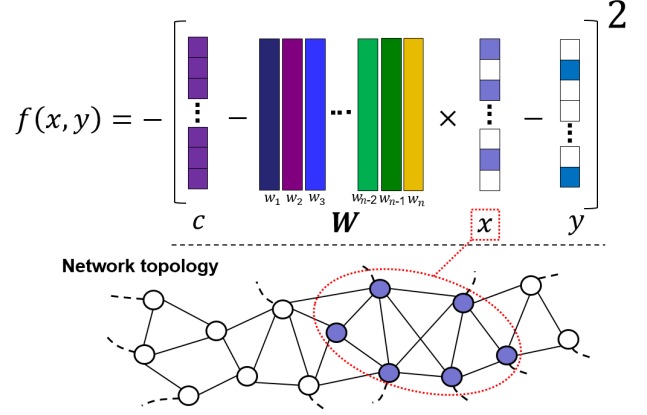 f(x, y) = − [ c − W × x − y ]²
w₁ w₂ w₃ ... wₙ₋₂ wₙ₋₁ wₙ
c W x y
Network topology